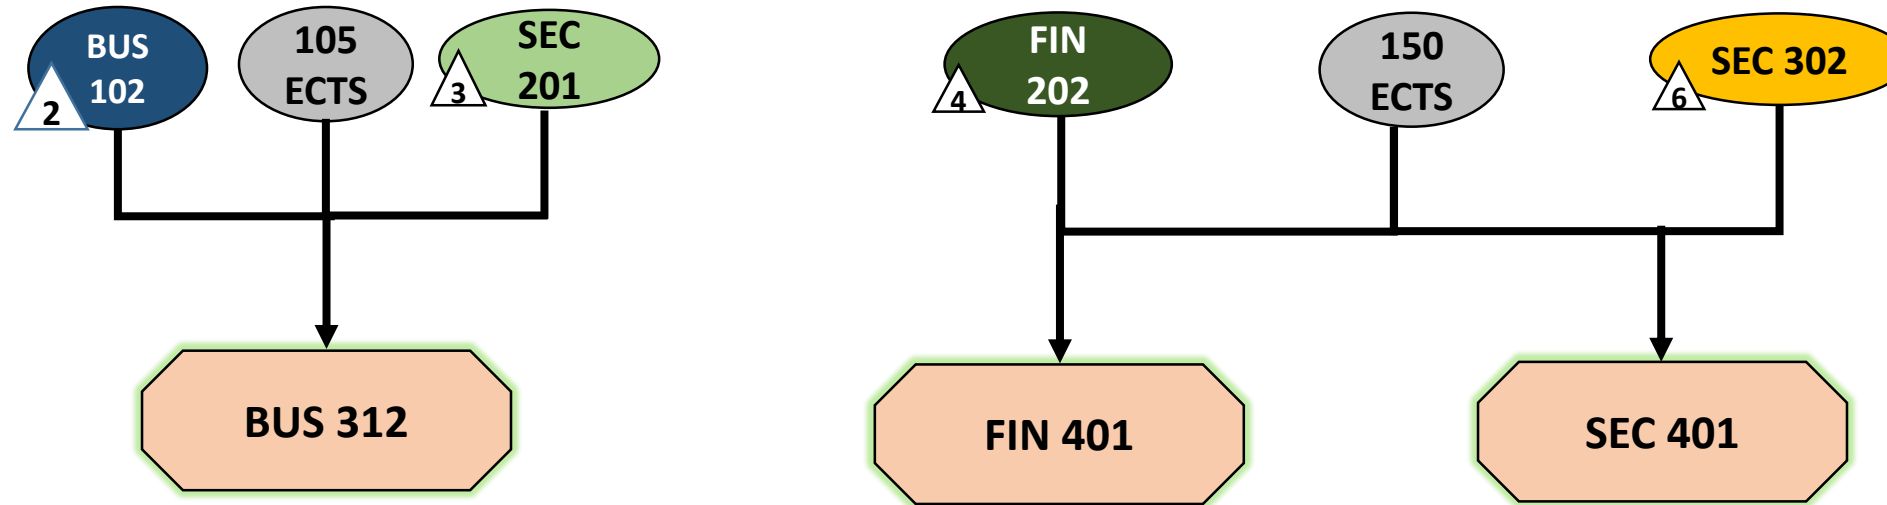 BUS
102
2
105
ECTS
SEC
201
3
FIN
202
4
150
ECTS
SEC 302
6
BUS 312
FIN 401
SEC 401